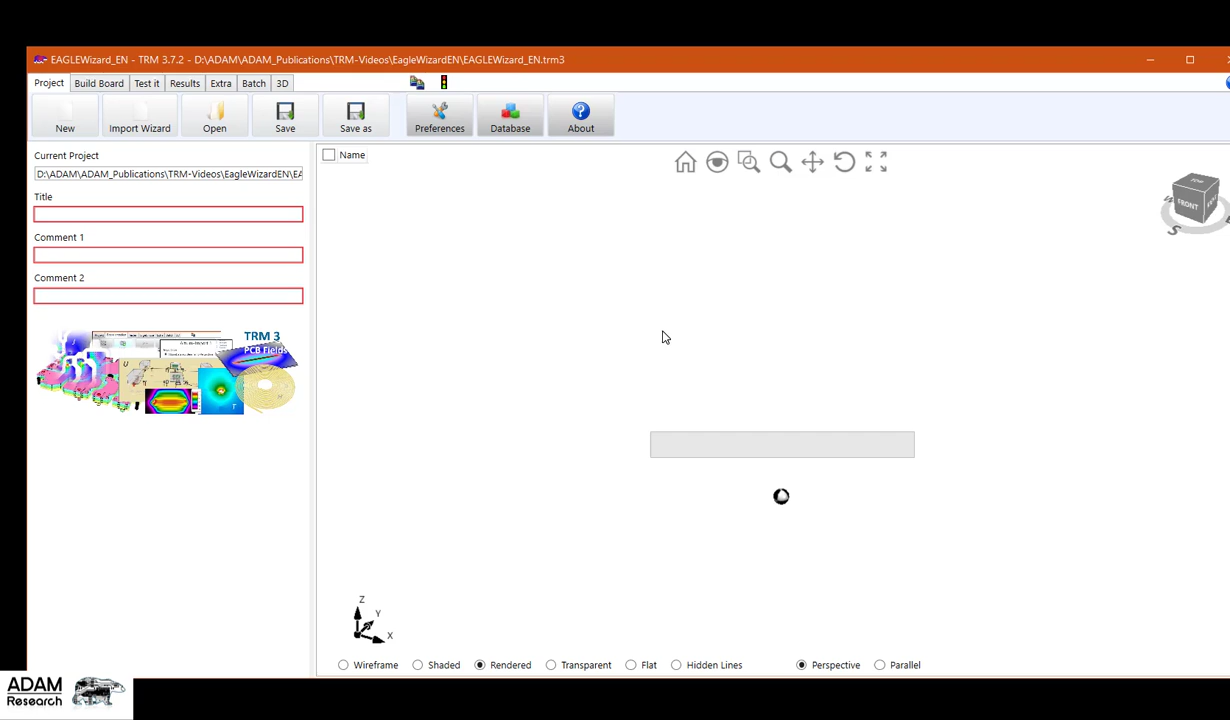 EAGLEWizard_EN - TRM 3.7.2 - D:\ADAM\ADAM_Publications\TRM-Videos\EagleWizardEN\EAGLEWizard_EN.trm3
Project Build Board Test it Results Extra Batch 3D
New Import Wizard Open Save Save as Preferences Database About
Current Project
D:\ADAM\ADAM_Publications\TRM-Videos\EagleWizardEN\EA
Title
Comment 1
Comment 2
TRM 3
PCB Fields
Name
TOP
FRONT
S
Z
Y
X
Wireframe Shaded Rendered Transparent Flat Hidden Lines Perspective Parallel
ADAM
Research